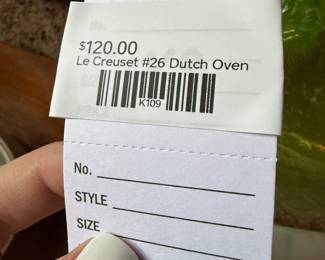 $120.00
Le Creuset #26 Dutch Oven
K109
No.
STYLE
SIZE